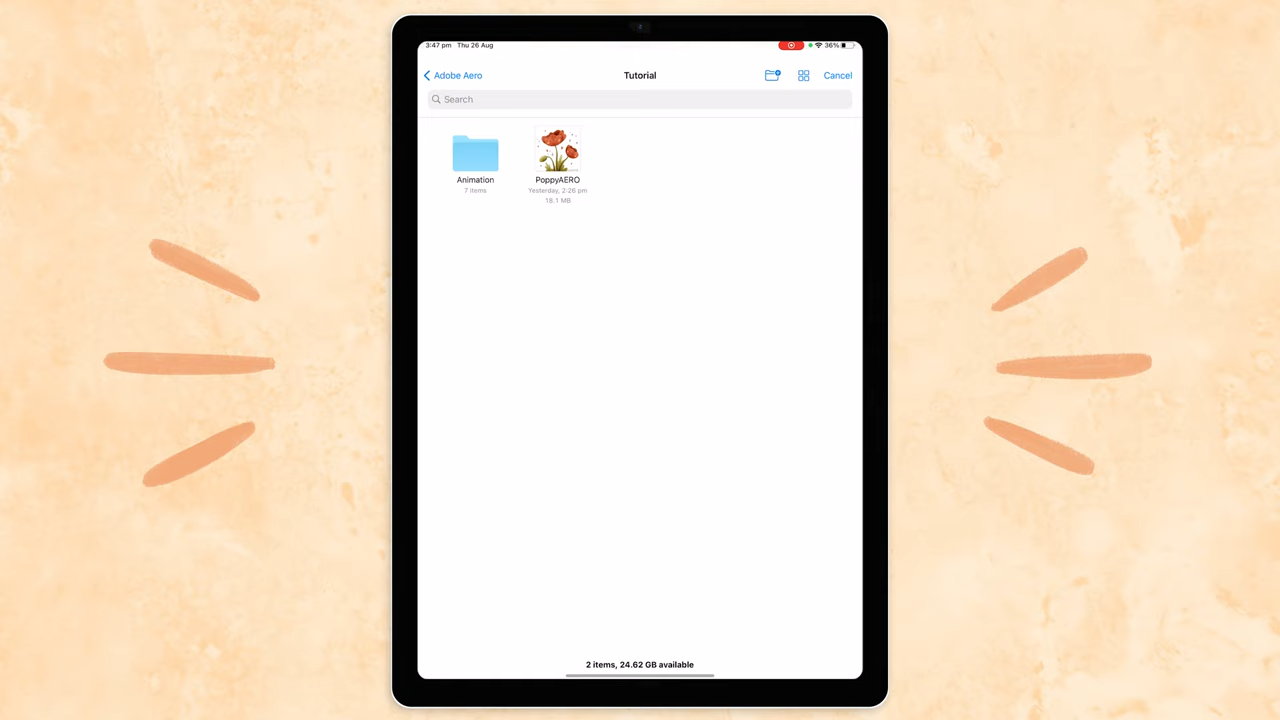 3:47 pm Thu 26 Aug
36%
Adobe Aero
Tutorial
Cancel
Search
Animation
7 items
PoppyAERO
Yesterday, 2:26 pm
18.1 MB
2 items, 24.62 GB available